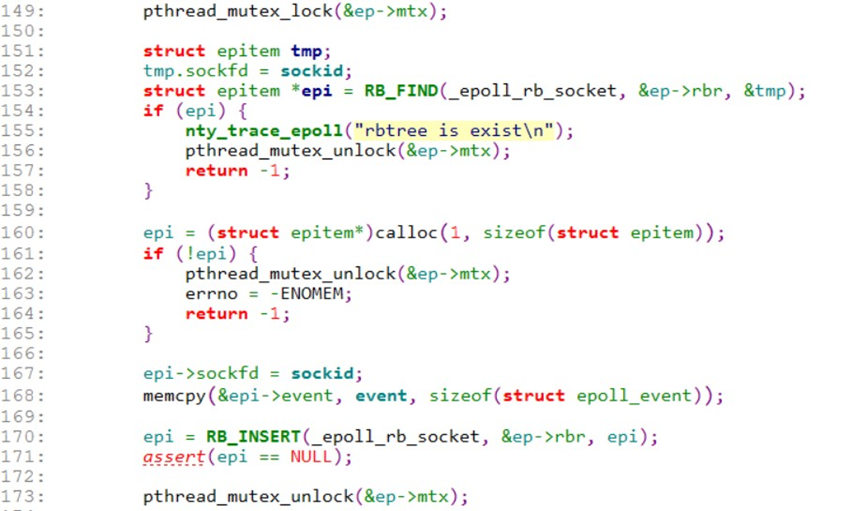 149: pthread_mutex_lock(&ep->mtx);
150:
151: struct epitem tmp;
152: tmp.sockfd = sockid;
153: struct epitem *epi = RB_FIND(_epoll_rb_socket, &ep->rbr, &tmp);
154: if (epi) {
155: nty_trace_epoll("rbtree is exist\n");
156: pthread_mutex_unlock(&ep->mtx);
157: return -1;
158: }
159:
160: epi = (struct epitem*)calloc(1, sizeof(struct epitem));
161: if (!epi) {
162: pthread_mutex_unlock(&ep->mtx);
163: errno = -ENOMEM;
164: return -1;
165: }
166:
167: epi->sockfd = sockid;
168: memcpy(&epi->event, event, sizeof(struct epoll_event));
169:
170: epi = RB_INSERT(_epoll_rb_socket, &ep->rbr, epi);
171: assert(epi == NULL);
172:
173: pthread_mutex_unlock(&ep->mtx);